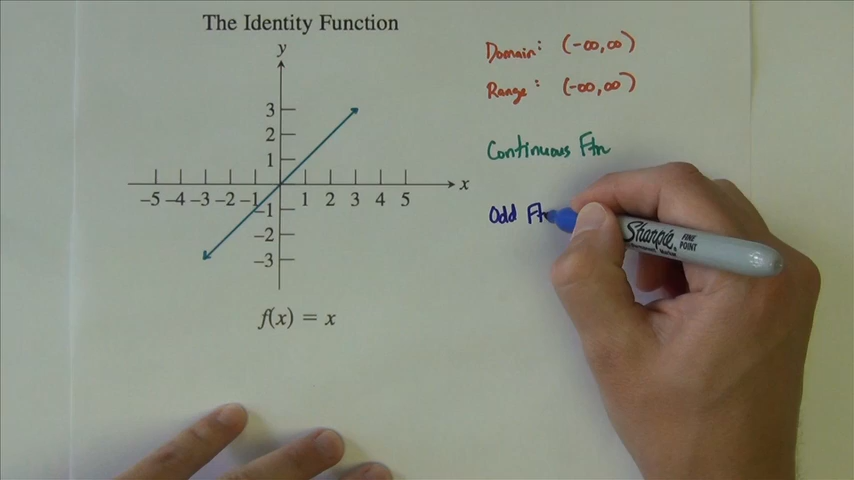 The Identity Function
y
3
2
1
-5 -4 -3 -2 -1 1 2 3 4 5 x
-1
-2
-3
f(x) = x
Domain: (-∞,∞)
Range: (-∞,∞)
Continuous Ftn
Odd Ft
Sharpie. FINE POINT